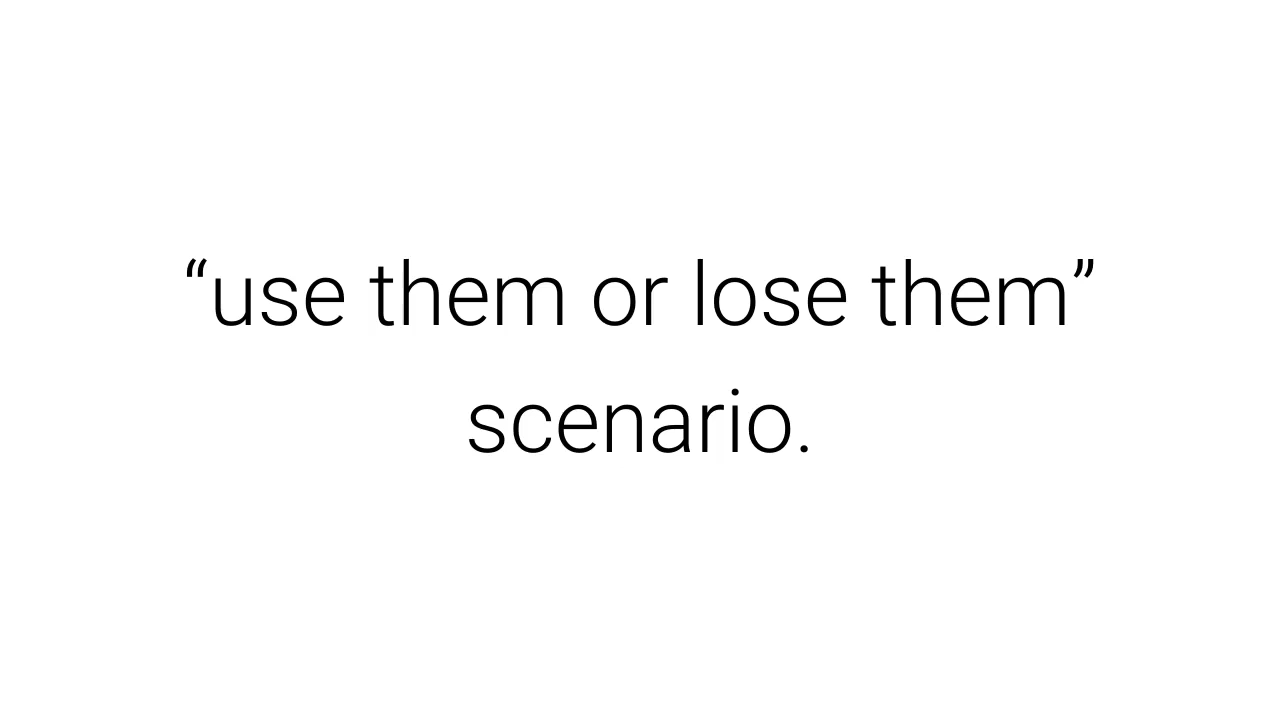 “use them or lose them”
scenario.